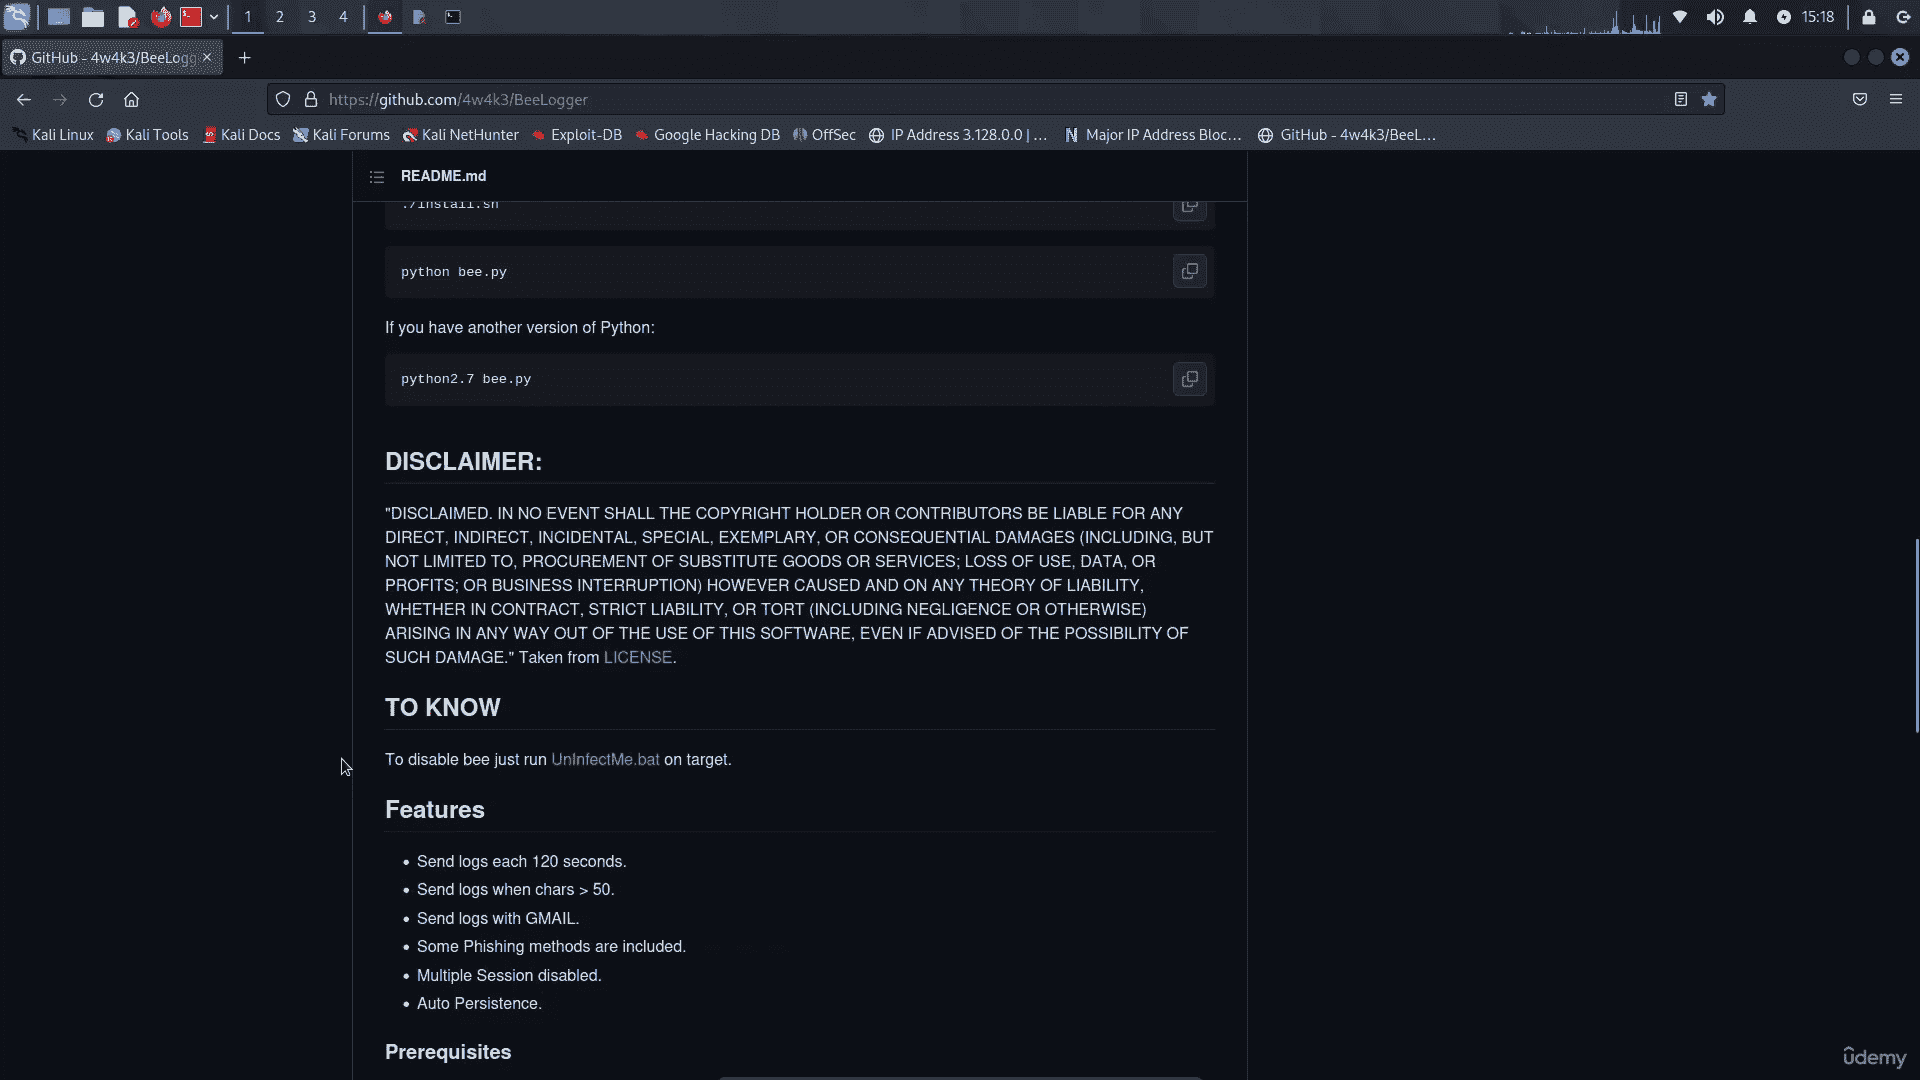 1 2 3 4 15:18
GitHub - 4w4k3/BeeLogg
https://github.com/4w4k3/BeeLogger
Kali Linux Kali Tools Kali Docs Kali Forums Kali NetHunter Exploit-DB Google Hacking DB OffSec IP Address 3.128.0.0 | ... Major IP Address Bloc... GitHub - 4w4k3/BeeL...
README.md
./install.sh
python bee.py
If you have another version of Python:
python2.7 bee.py
DISCLAIMER:
"DISCLAIMED. IN NO EVENT SHALL THE COPYRIGHT HOLDER OR CONTRIBUTORS BE LIABLE FOR ANY
DIRECT, INDIRECT, INCIDENTAL, SPECIAL, EXEMPLARY, OR CONSEQUENTIAL DAMAGES (INCLUDING, BUT
NOT LIMITED TO, PROCUREMENT OF SUBSTITUTE GOODS OR SERVICES; LOSS OF USE, DATA, OR
PROFITS; OR BUSINESS INTERRUPTION) HOWEVER CAUSED AND ON ANY THEORY OF LIABILITY,
WHETHER IN CONTRACT, STRICT LIABILITY, OR TORT (INCLUDING NEGLIGENCE OR OTHERWISE)
ARISING IN ANY WAY OUT OF THE USE OF THIS SOFTWARE, EVEN IF ADVISED OF THE POSSIBILITY OF
SUCH DAMAGE." Taken from LICENSE.
TO KNOW
To disable bee just run UnInfectMe.bat on target.
Features
• Send logs each 120 seconds.
• Send logs when chars > 50.
• Send logs with GMAIL.
• Some Phishing methods are included.
• Multiple Session disabled.
• Auto Persistence.
Prerequisites
ûdemy